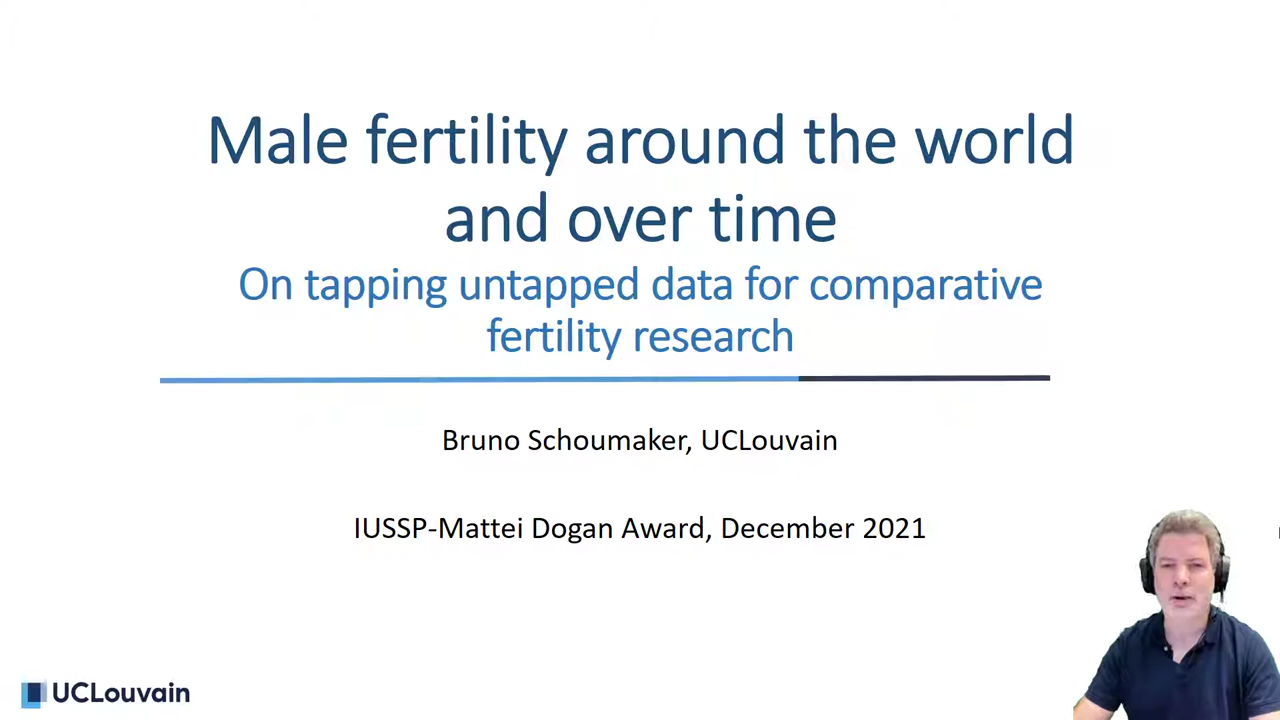 Male fertility around the world
and over time
On tapping untapped data for comparative
fertility research
Bruno Schoumaker, UCLouvain
IUSSP-Mattei Dogan Award, December 2021
UCLouvain